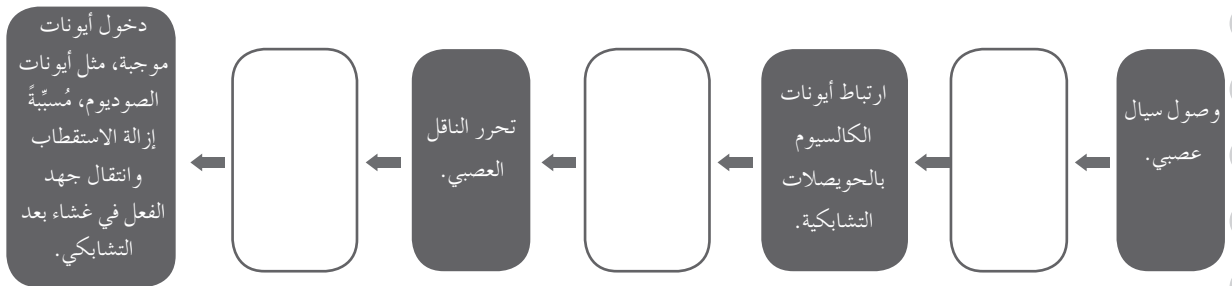 وصول سيال
عصبي.
ارتباط أيونات
الكالسيوم
بالحويصلات
التشابكية.
تحرر الناقل
العصبي.
دخول أيونات
موجبة، مثل أيونات
الصوديوم، مُسبِّبةً
إزالة الاستقطاب
وانتقال جهد
الفعل في غشاء بعد
التشابكي.